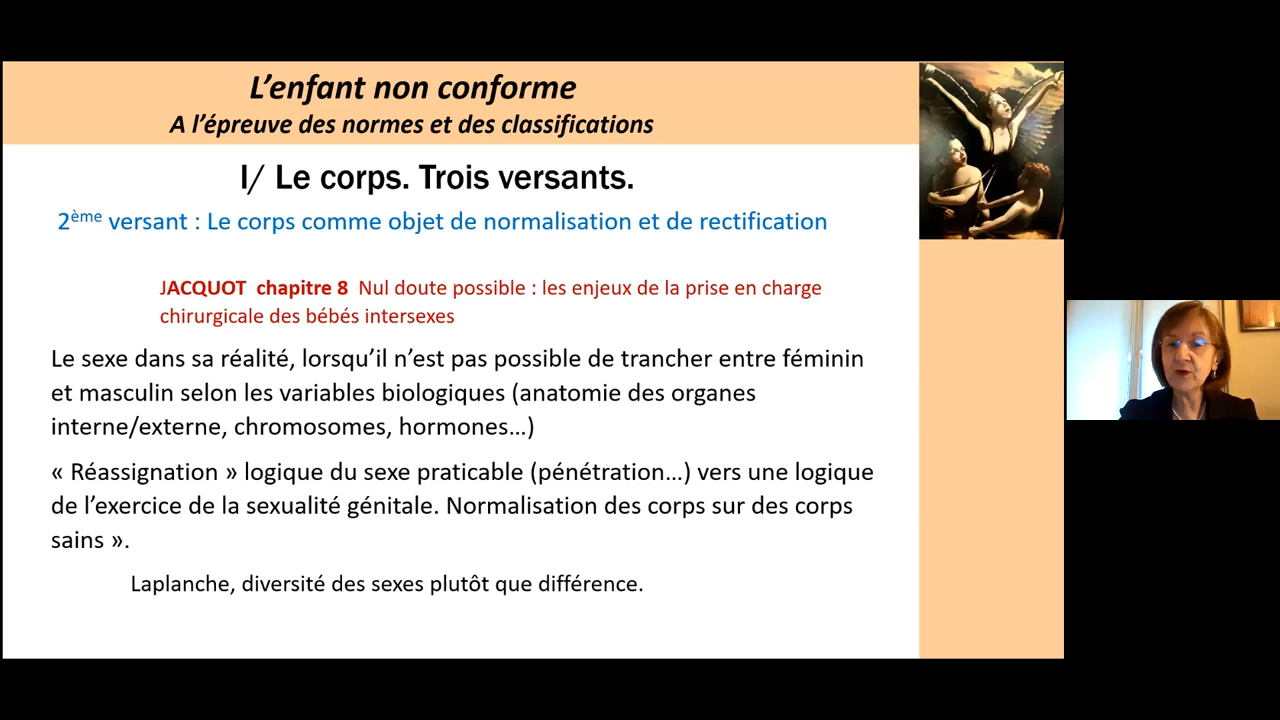 L’enfant non conforme
A l’épreuve des normes et des classifications
I/ Le corps. Trois versants.
2ème versant : Le corps comme objet de normalisation et de rectification
JACQUOT chapitre 8 Nul doute possible : les enjeux de la prise en charge
chirurgicale des bébés intersexes
Le sexe dans sa réalité, lorsqu’il n’est pas possible de trancher entre féminin
et masculin selon les variables biologiques (anatomie des organes
interne/externe, chromosomes, hormones…)
« Réassignation » logique du sexe praticable (pénétration…) vers une logique
de l’exercice de la sexualité génitale. Normalisation des corps sur des corps
sains ».
Laplanche, diversité des sexes plutôt que différence.